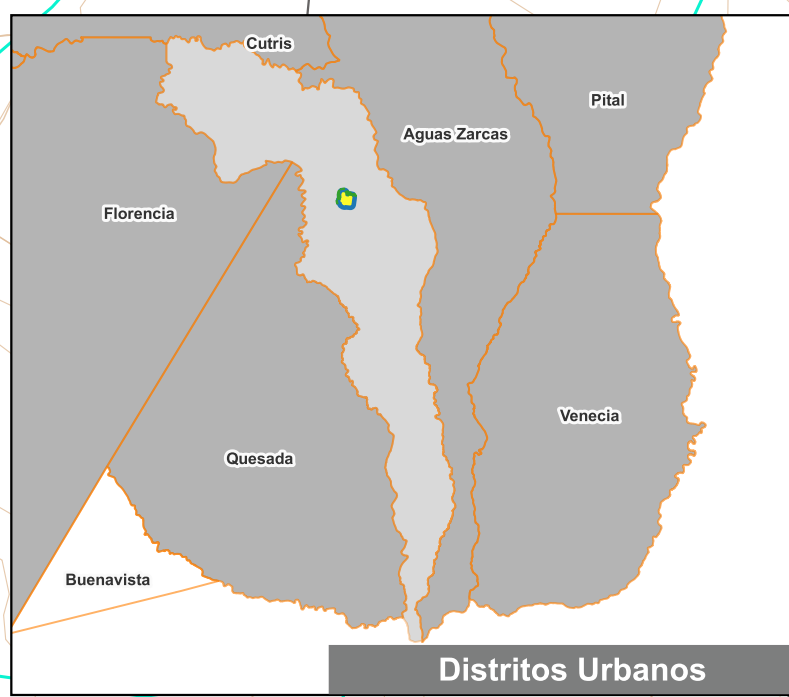 Cutris
Pital
Aguas Zarcas
Florencia
Venecia
Quesada
Buenavista
Distritos Urbanos